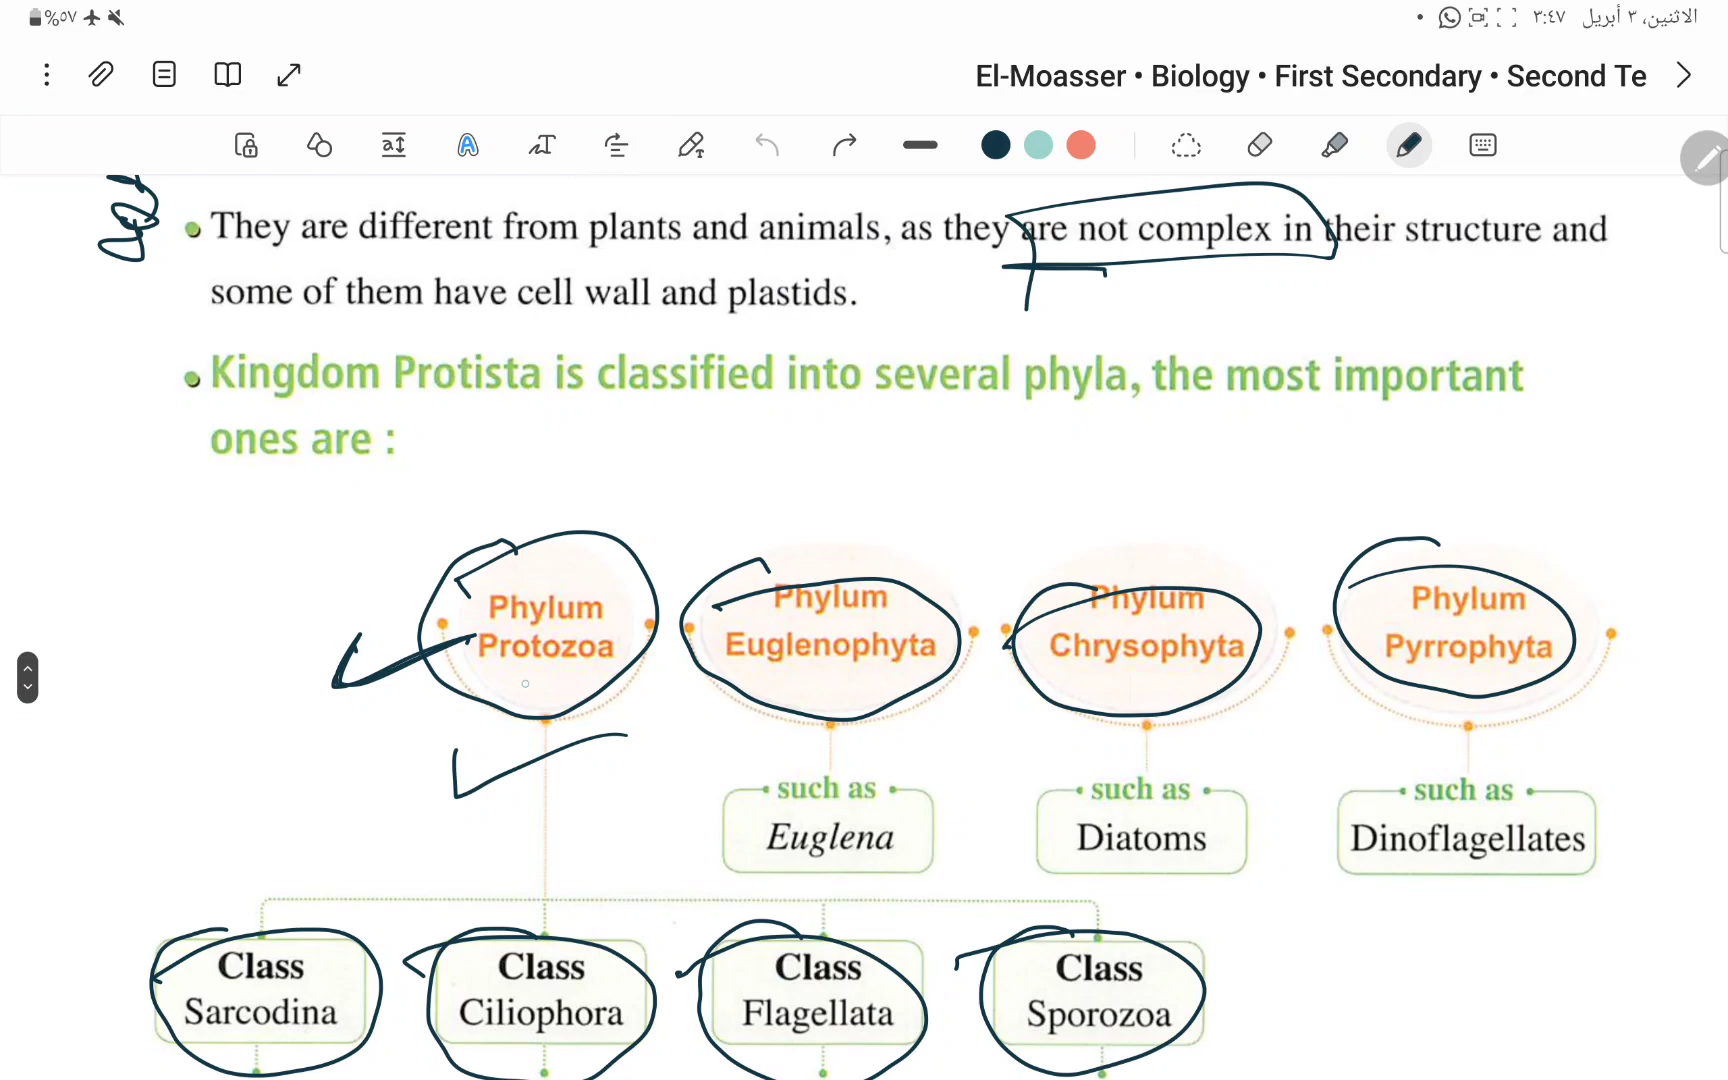 %٥٧
الاثنين، ٣ أبريل ٣:٤٧
El-Moasser • Biology • First Secondary • Second Te
They are different from plants and animals, as they are not complex in their structure and
some of them have cell wall and plastids.
Kingdom Protista is classified into several phyla, the most important
ones are :
Phylum
Protozoa
Phylum
Euglenophyta
Phylum
Chrysophyta
Phylum
Pyrrophyta
such as
Euglena
such as
Diatoms
such as
Dinoflagellates
Class
Sarcodina
Class
Ciliophora
Class
Flagellata
Class
Sporozoa